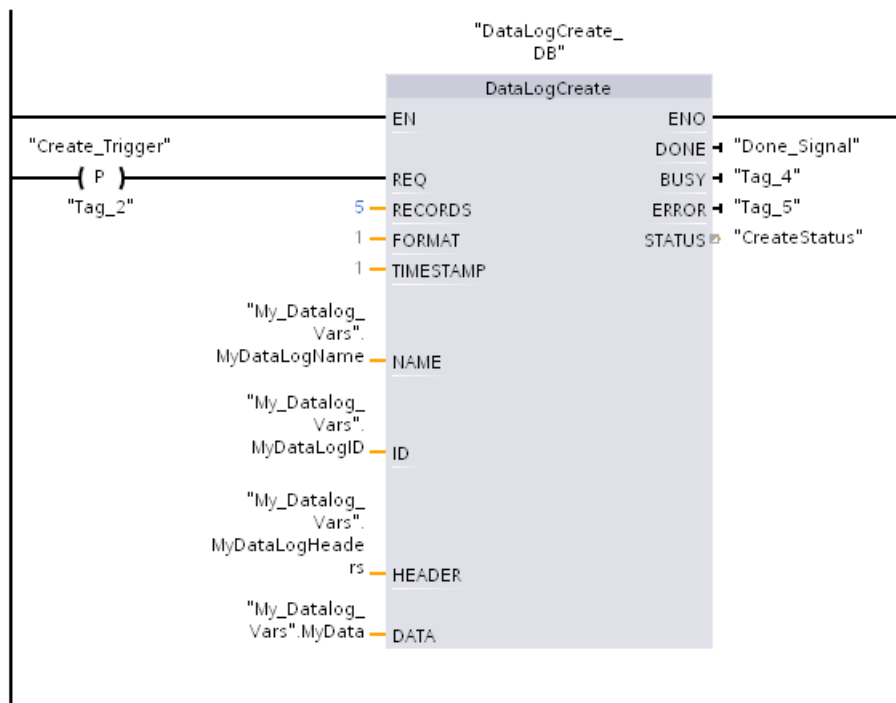 "DataLogCreate_
DB"
DataLogCreate
EN
ENO
"Create_Trigger"
P
"Tag_2"
REQ
DONE
"Done_Signal"
BUSY
"Tag_4"
5
RECORDS
ERROR
"Tag_5"
1
FORMAT
STATUS
"CreateStatus"
1
TIMESTAMP
"My_Datalog_
Vars".
MyDataLogName
NAME
"My_Datalog_
Vars".
MyDataLogID
ID
"My_Datalog_
Vars".
MyDataLogHeade
rs
HEADER
"My_Datalog_
Vars".MyData
DATA